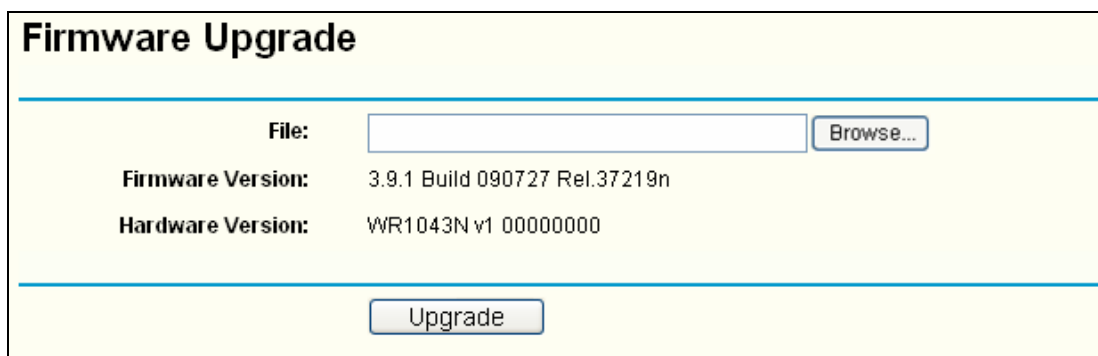 Firmware Upgrade
File: Browse...
Firmware Version: 3.9.1 Build 090727 Rel.37219n
Hardware Version: WR1043N v1 00000000
Upgrade